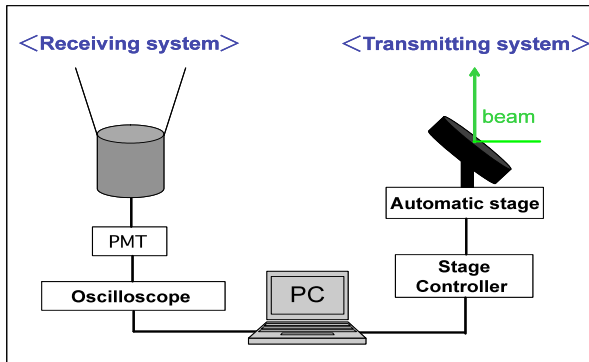 <Receiving system>
<Transmitting system>
beam
Automatic stage
PMT
Stage
Controller
Oscilloscope
PC